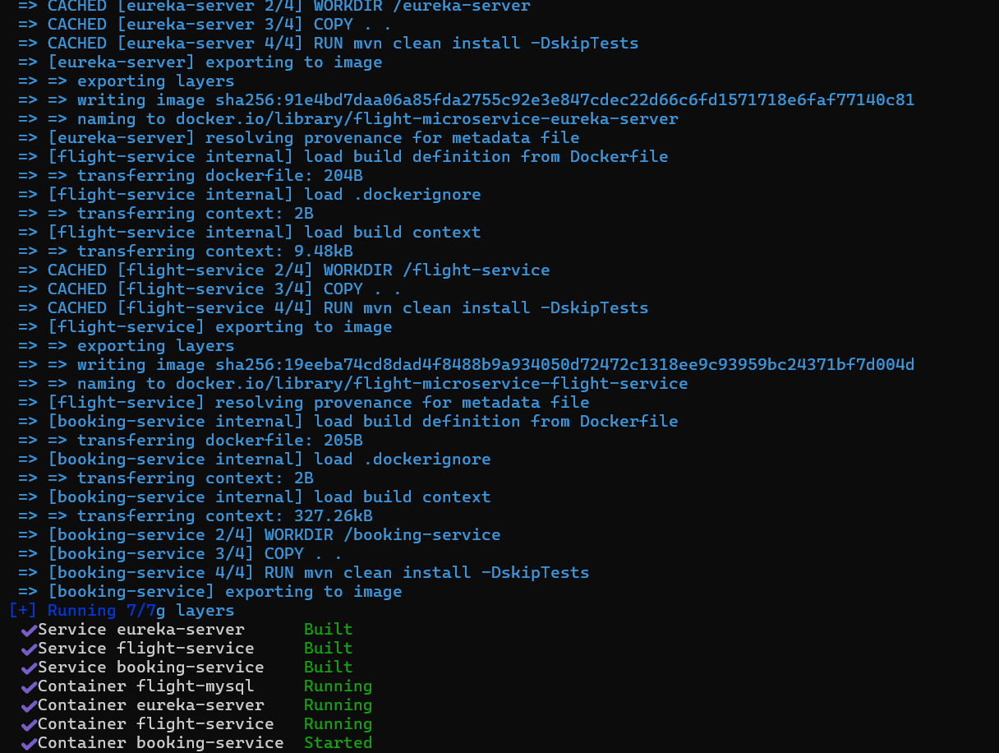 => CACHED [eureka-server 2/4] WORKDIR /eureka-server
=> CACHED [eureka-server 3/4] COPY . .
=> CACHED [eureka-server 4/4] RUN mvn clean install -DskipTests
=> [eureka-server] exporting to image
=> => exporting layers
=> => writing image sha256:91e4bd7daa06a85fda2755c92e3e847cdec22d66c6fd1571718e6faf77140c81
=> => naming to docker.io/library/flight-microservice-eureka-server
=> [eureka-server] resolving provenance for metadata file
=> [flight-service internal] load build definition from Dockerfile
=> => transferring dockerfile: 204B
=> [flight-service internal] load .dockerignore
=> => transferring context: 2B
=> [flight-service internal] load build context
=> => transferring context: 9.48kB
=> CACHED [flight-service 2/4] WORKDIR /flight-service
=> CACHED [flight-service 3/4] COPY . .
=> CACHED [flight-service 4/4] RUN mvn clean install -DskipTests
=> [flight-service] exporting to image
=> => exporting layers
=> => writing image sha256:19eeba74cd8dad4f8488b9a934050d72472c1318ee9c93959bc24371bf7d004d
=> => naming to docker.io/library/flight-microservice-flight-service
=> [flight-service] resolving provenance for metadata file
=> [booking-service internal] load build definition from Dockerfile
=> => transferring dockerfile: 205B
=> [booking-service internal] load .dockerignore
=> => transferring context: 2B
=> [booking-service internal] load build context
=> => transferring context: 327.26kB
=> [booking-service 2/4] WORKDIR /booking-service
=> [booking-service 3/4] COPY . .
=> [booking-service 4/4] RUN mvn clean install -DskipTests
=> [booking-service] exporting to image
[+] Running 7/7g layers
✔Service eureka-server Built
✔Service flight-service Built
✔Service booking-service Built
✔Container flight-mysql Running
✔Container eureka-server Running
✔Container flight-service Running
✔Container booking-service Started